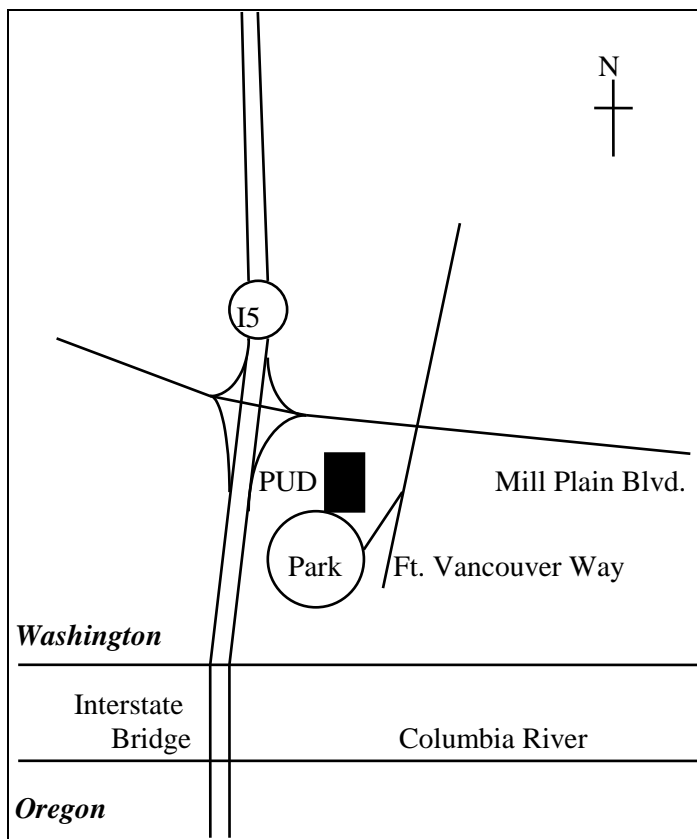 N
I5
PUD
Mill Plain Blvd.
Park
Ft. Vancouver Way
Washington
Interstate
Bridge
Columbia River
Oregon